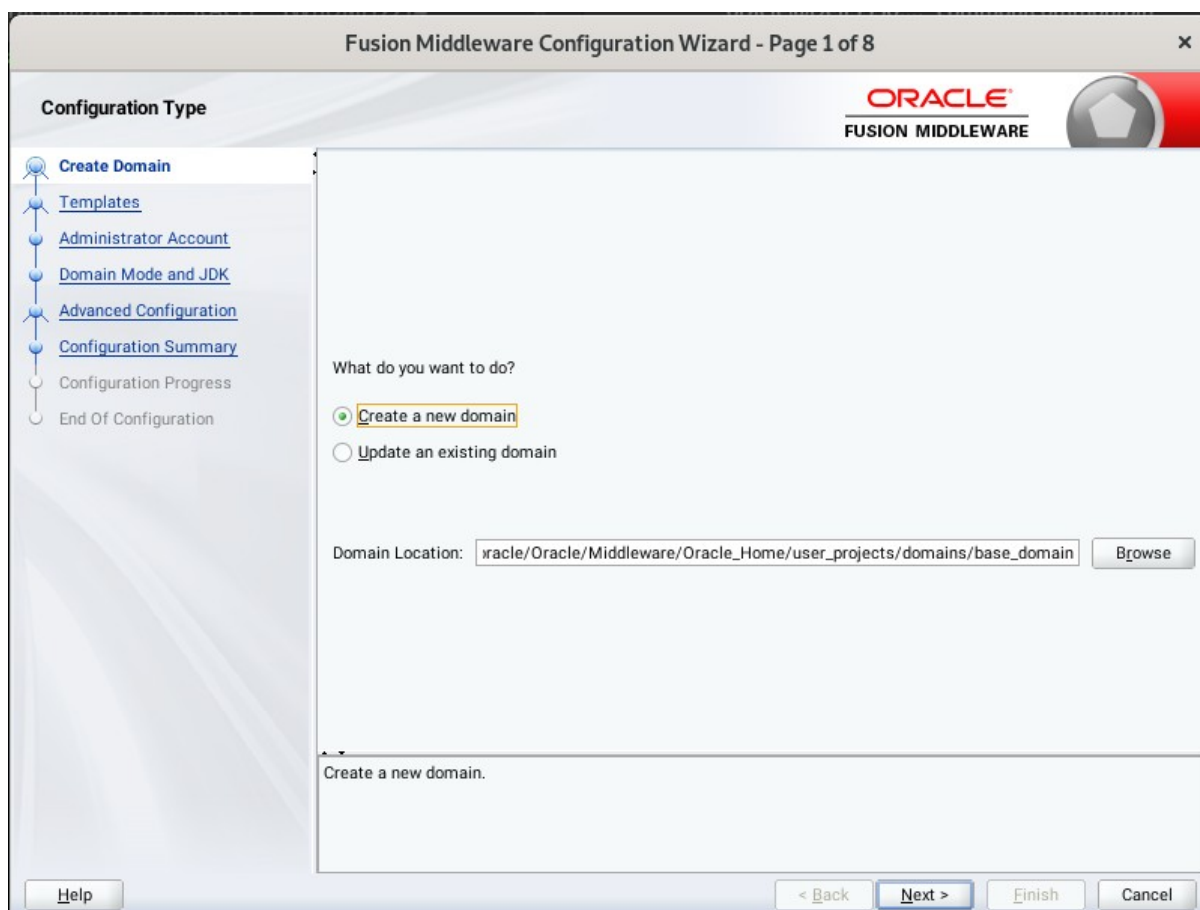 Fusion Middleware Configuration Wizard - Page 1 of 8
Configuration Type
ORACLE
FUSION MIDDLEWARE
Create Domain
Templates
Administrator Account
Domain Mode and JDK
Advanced Configuration
Configuration Summary
Configuration Progress
End Of Configuration
What do you want to do?
Create a new domain
Update an existing domain
Domain Location: racle/Oracle/Middleware/Oracle_Home/user_projects/domains/base_domain Browse
Create a new domain.
Help < Back Next > Finish Cancel